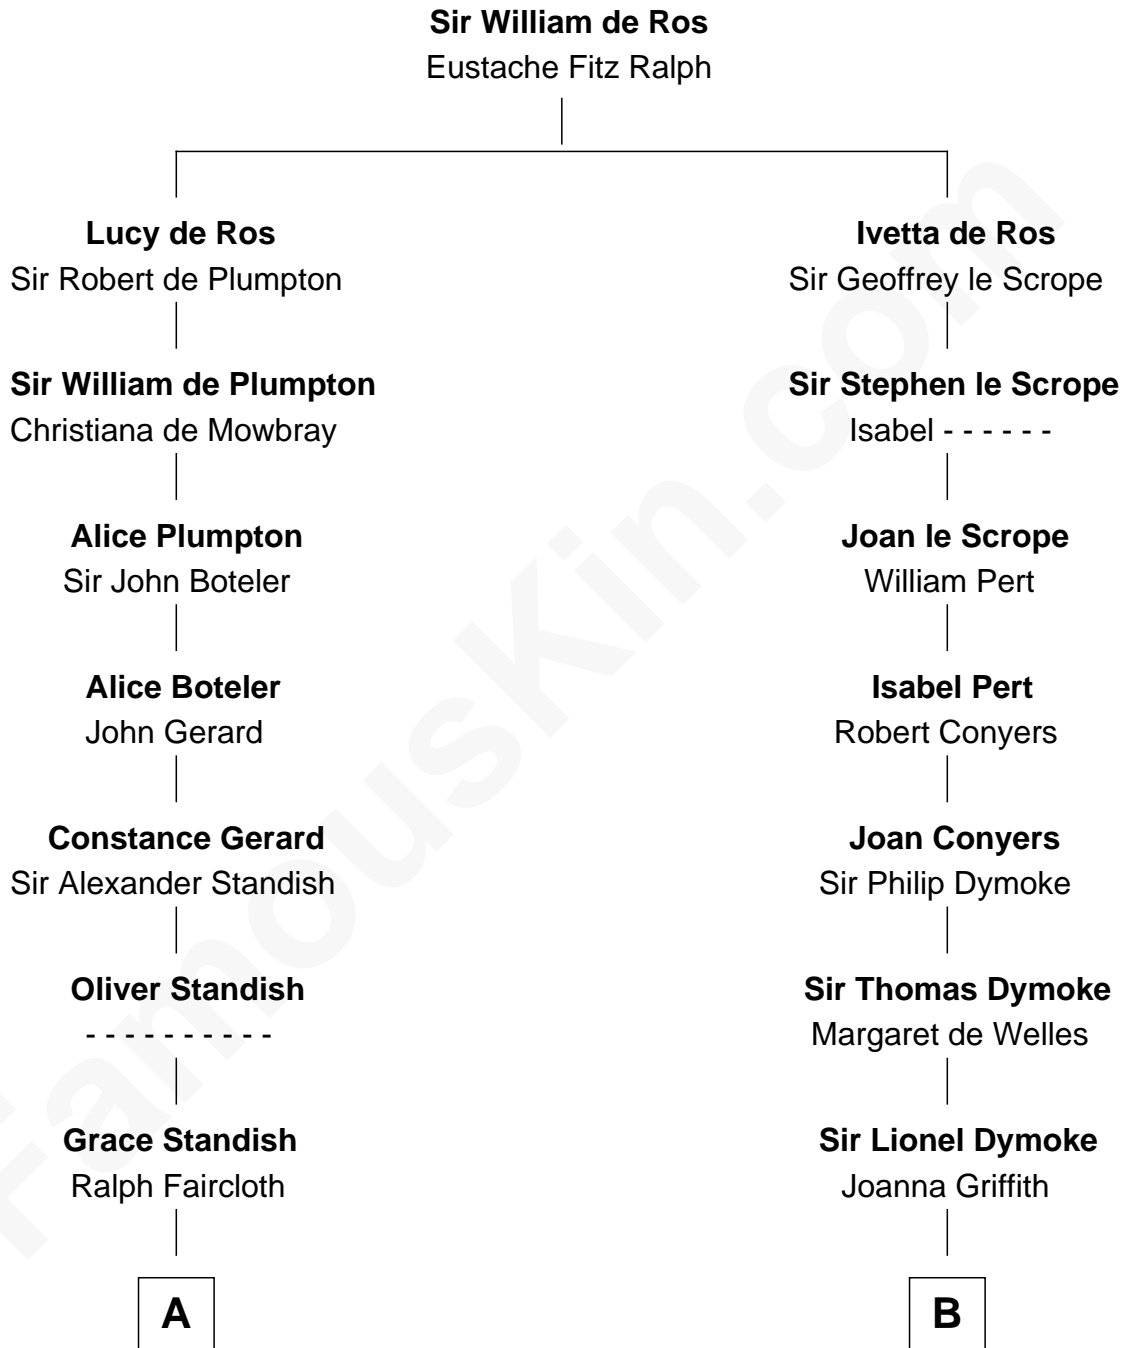 Sir William de Ros
Eustache Fitz Ralph
Lucy de Ros
Sir Robert de Plumpton
Ivetta de Ros
Sir Geoffrey le Scrope
Sir William de Plumpton
Christiana de Mowbray
Sir Stephen le Scrope
Isabel - - - - - -
Alice Plumpton
Sir John Boteler
Joan le Scrope
William Pert
Alice Boteler
John Gerard
Isabel Pert
Robert Conyers
Constance Gerard
Sir Alexander Standish
Joan Conyers
Sir Philip Dymoke
Oliver Standish
- - - - - - - - - -
Sir Thomas Dymoke
Margaret de Welles
Grace Standish
Ralph Faircloth
Sir Lionel Dymoke
Joanna Griffith
A
B
FamousKin.com